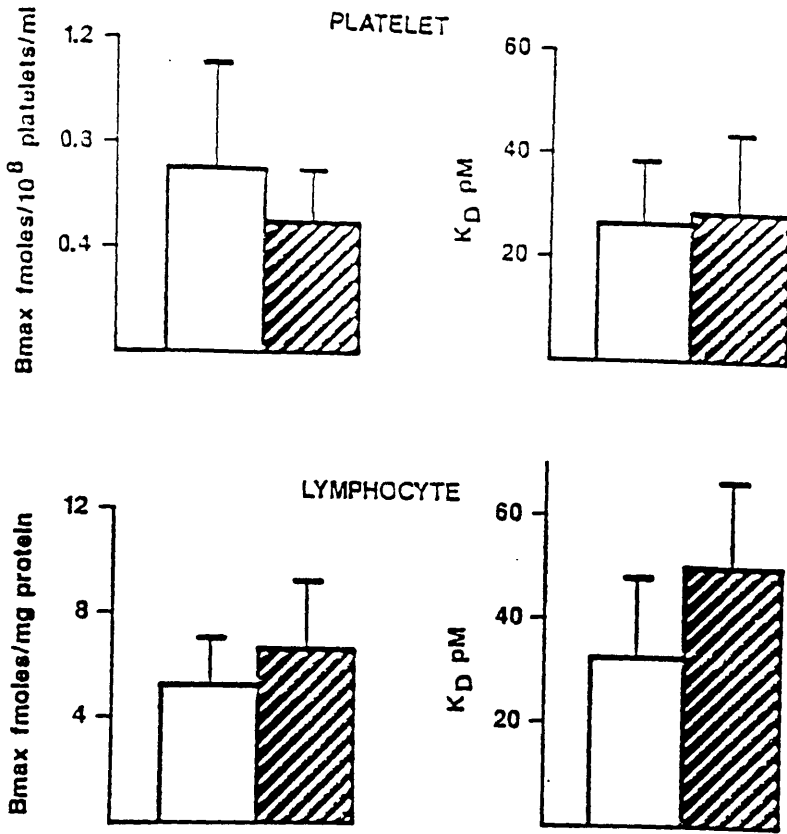 PLATELET
Bmax fmoles/10⁸ platulets/ml
1.2
0.3
0.4
K_D pM
60
40
20
LYMPHOCYTE
Bmax fmoles/mg protein
12
8
4
K_D pM
60
40
20